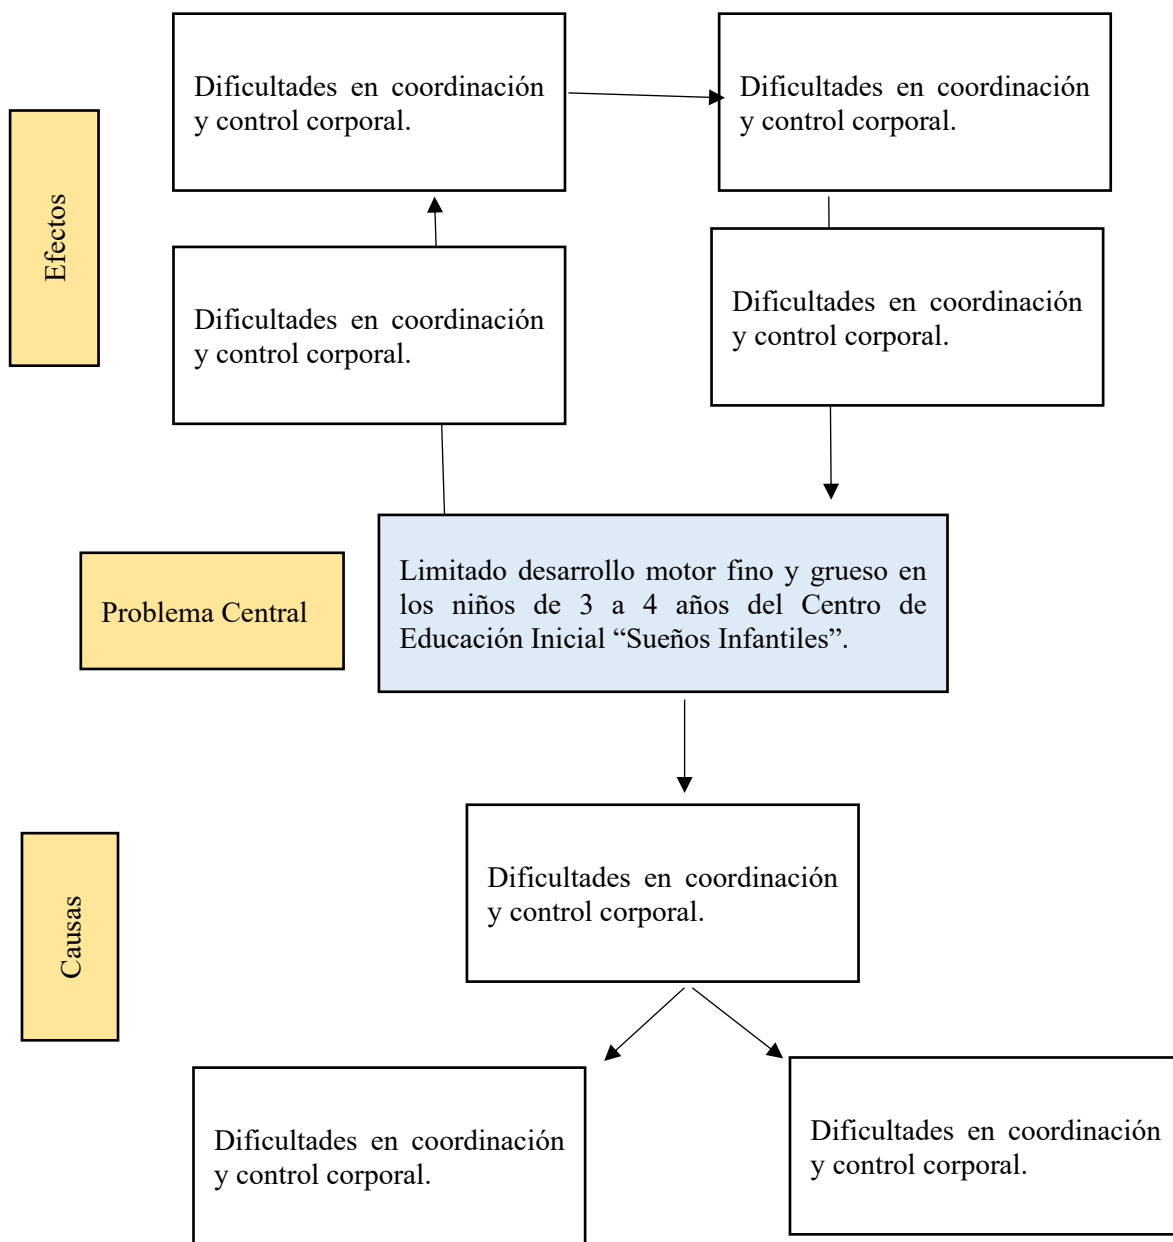 Dificultades en coordinación
y control corporal.
Dificultades en coordinación
y control corporal.
Efectos
Dificultades en coordinación
y control corporal.
Dificultades en coordinación
y control corporal.
Problema Central
Limitado desarrollo motor fino y grueso en
los niños de 3 a 4 años del Centro de
Educación Inicial “Sueños Infantiles”.
Causas
Dificultades en coordinación
y control corporal.
Dificultades en coordinación
y control corporal.
Dificultades en coordinación
y control corporal.